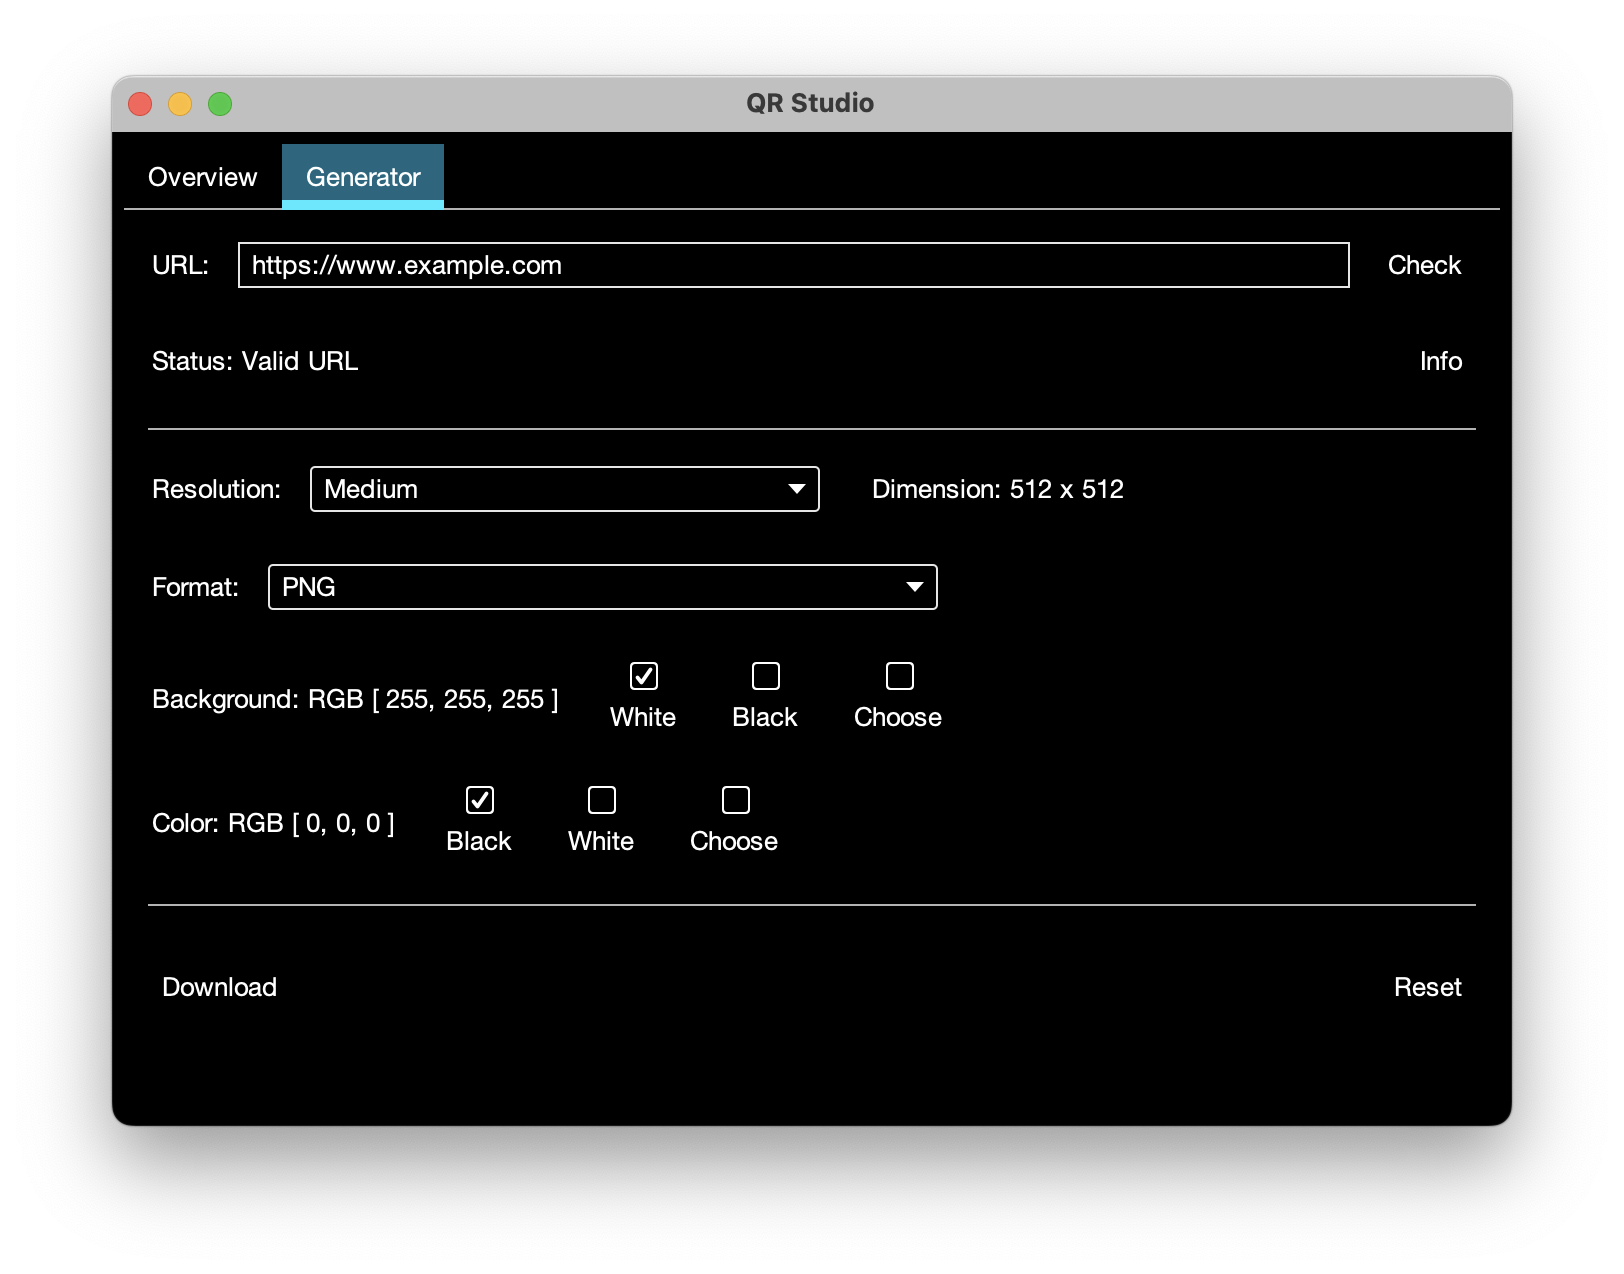 QR Studio
Overview Generator
URL: https://www.example.com Check
Status: Valid URL Info
Resolution: Medium Dimension: 512 x 512
Format: PNG
Background: RGB [ 255, 255, 255 ] White Black Choose
Color: RGB [ 0, 0, 0 ] Black White Choose
Download Reset